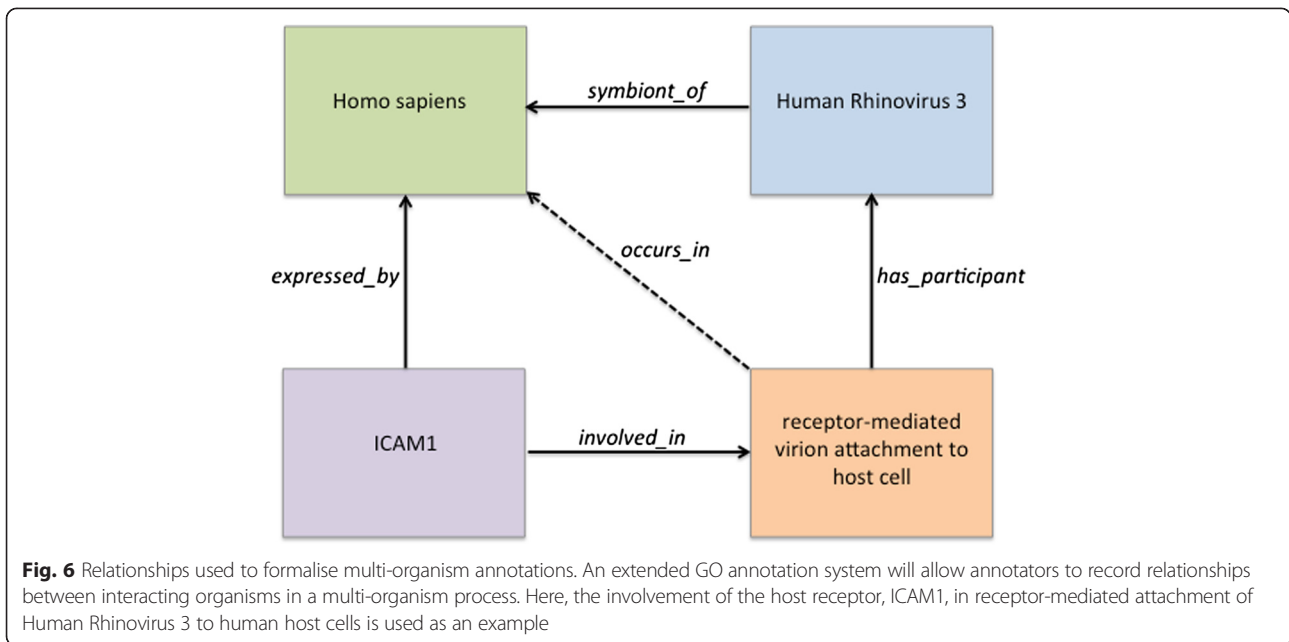 Homo sapiens
symbiont_of
Human Rhinovirus 3
occurs_in
expressed_by
has_participant
ICAM1
involved_in
receptor-mediated
virion attachment to
host cell
Fig. 6 Relationships used to formalise multi-organism annotations. An extended GO annotation system will allow annotators to record relationships
between interacting organisms in a multi-organism process. Here, the involvement of the host receptor, ICAM1, in receptor-mediated attachment of
Human Rhinovirus 3 to human host cells is used as an example